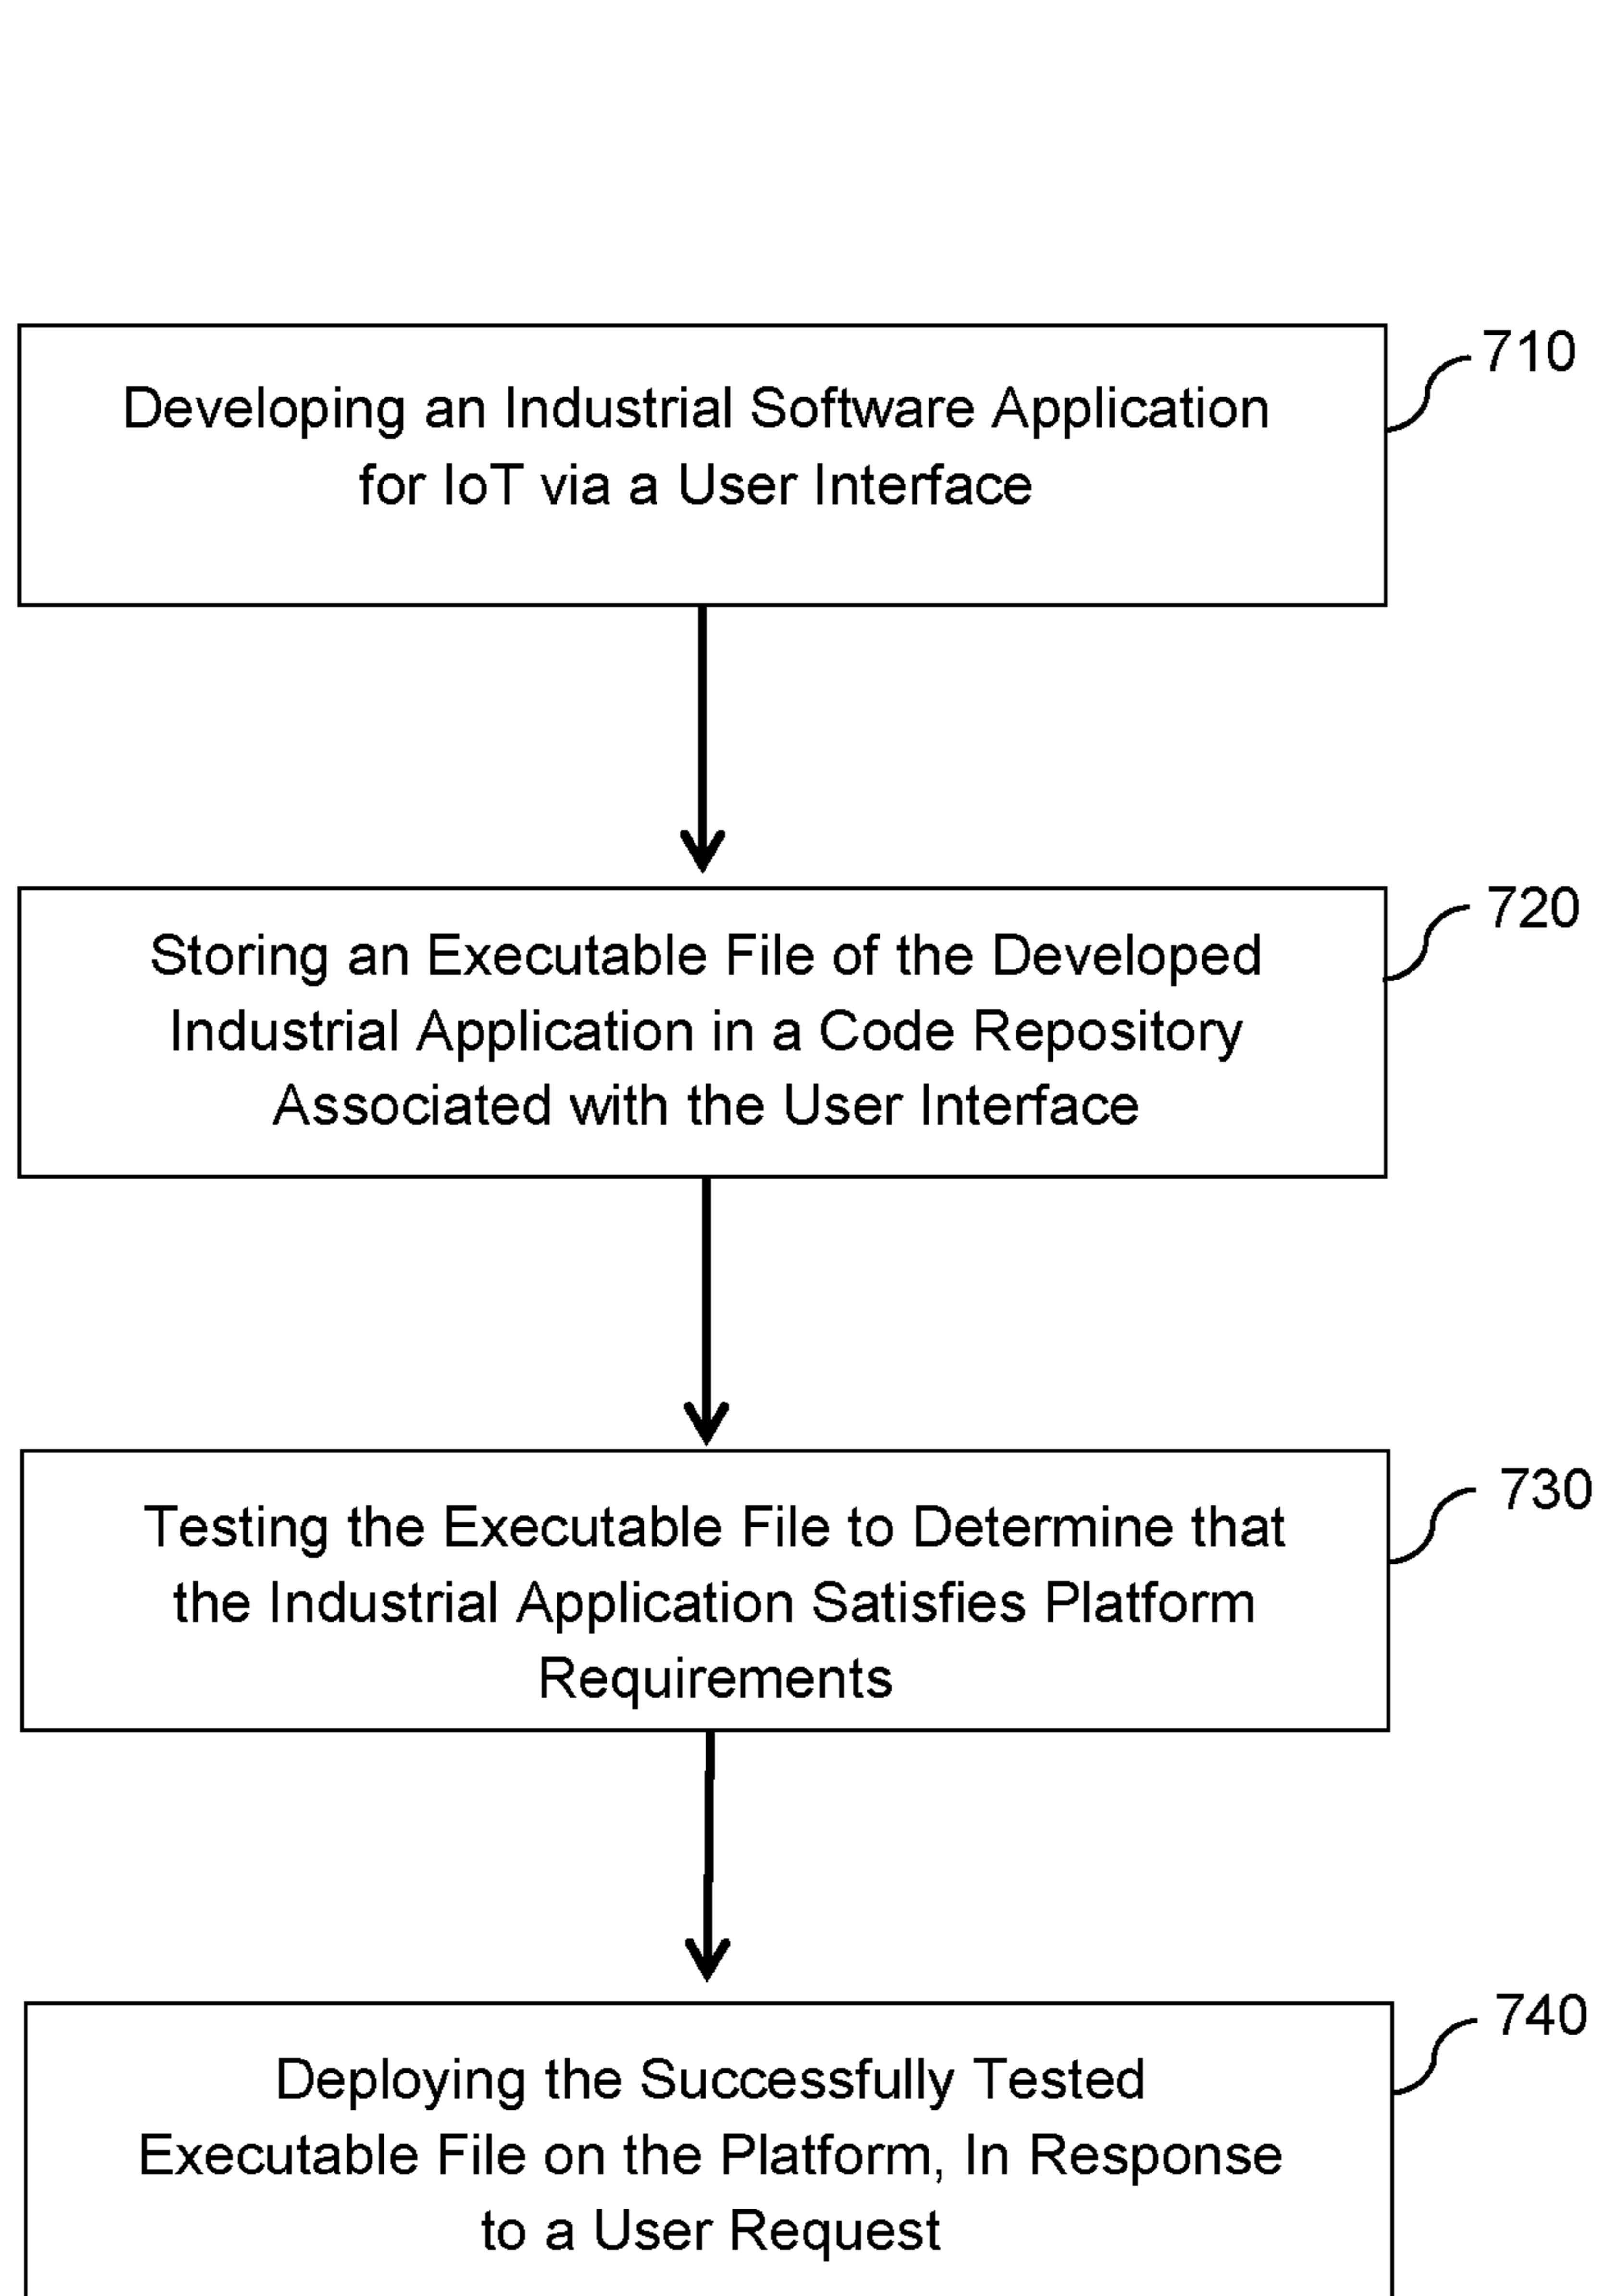 710
Developing an Industrial Software Application
for IoT via a User Interface
720
Storing an Executable File of the Developed
Industrial Application in a Code Repository
Associated with the User Interface
730
Testing the Executable File to Determine that
the Industrial Application Satisfies Platform
Requirements
740
Deploying the Successfully Tested
Executable File on the Platform, In Response
to a User Request